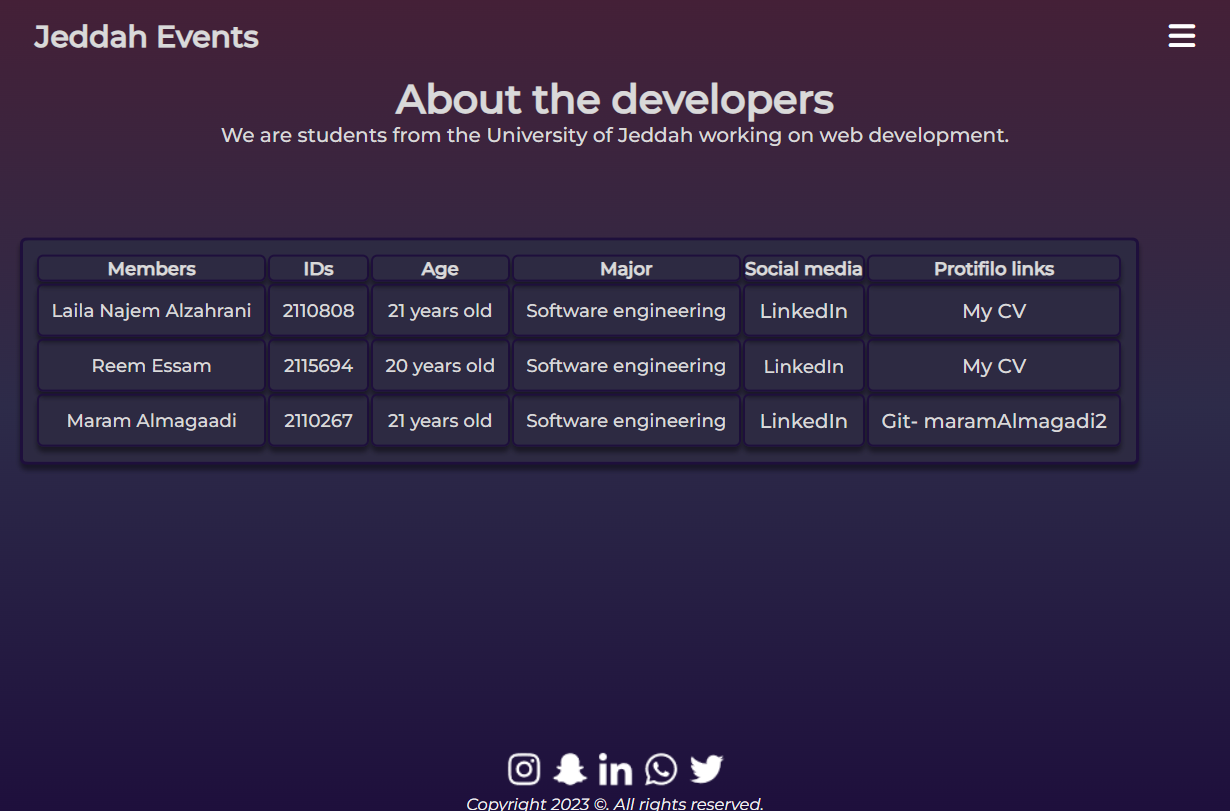 Jeddah Events
About the developers
We are students from the University of Jeddah working on web development.
Members IDs Age Major Social media Protifilo links
Laila Najem Alzahrani 2110808 21 years old Software engineering LinkedIn My CV
Reem Essam 2115694 20 years old Software engineering LinkedIn My CV
Maram Almagaadi 2110267 21 years old Software engineering LinkedIn Git- maramAlmagadi2
Copyright 2023 ©. All rights reserved.